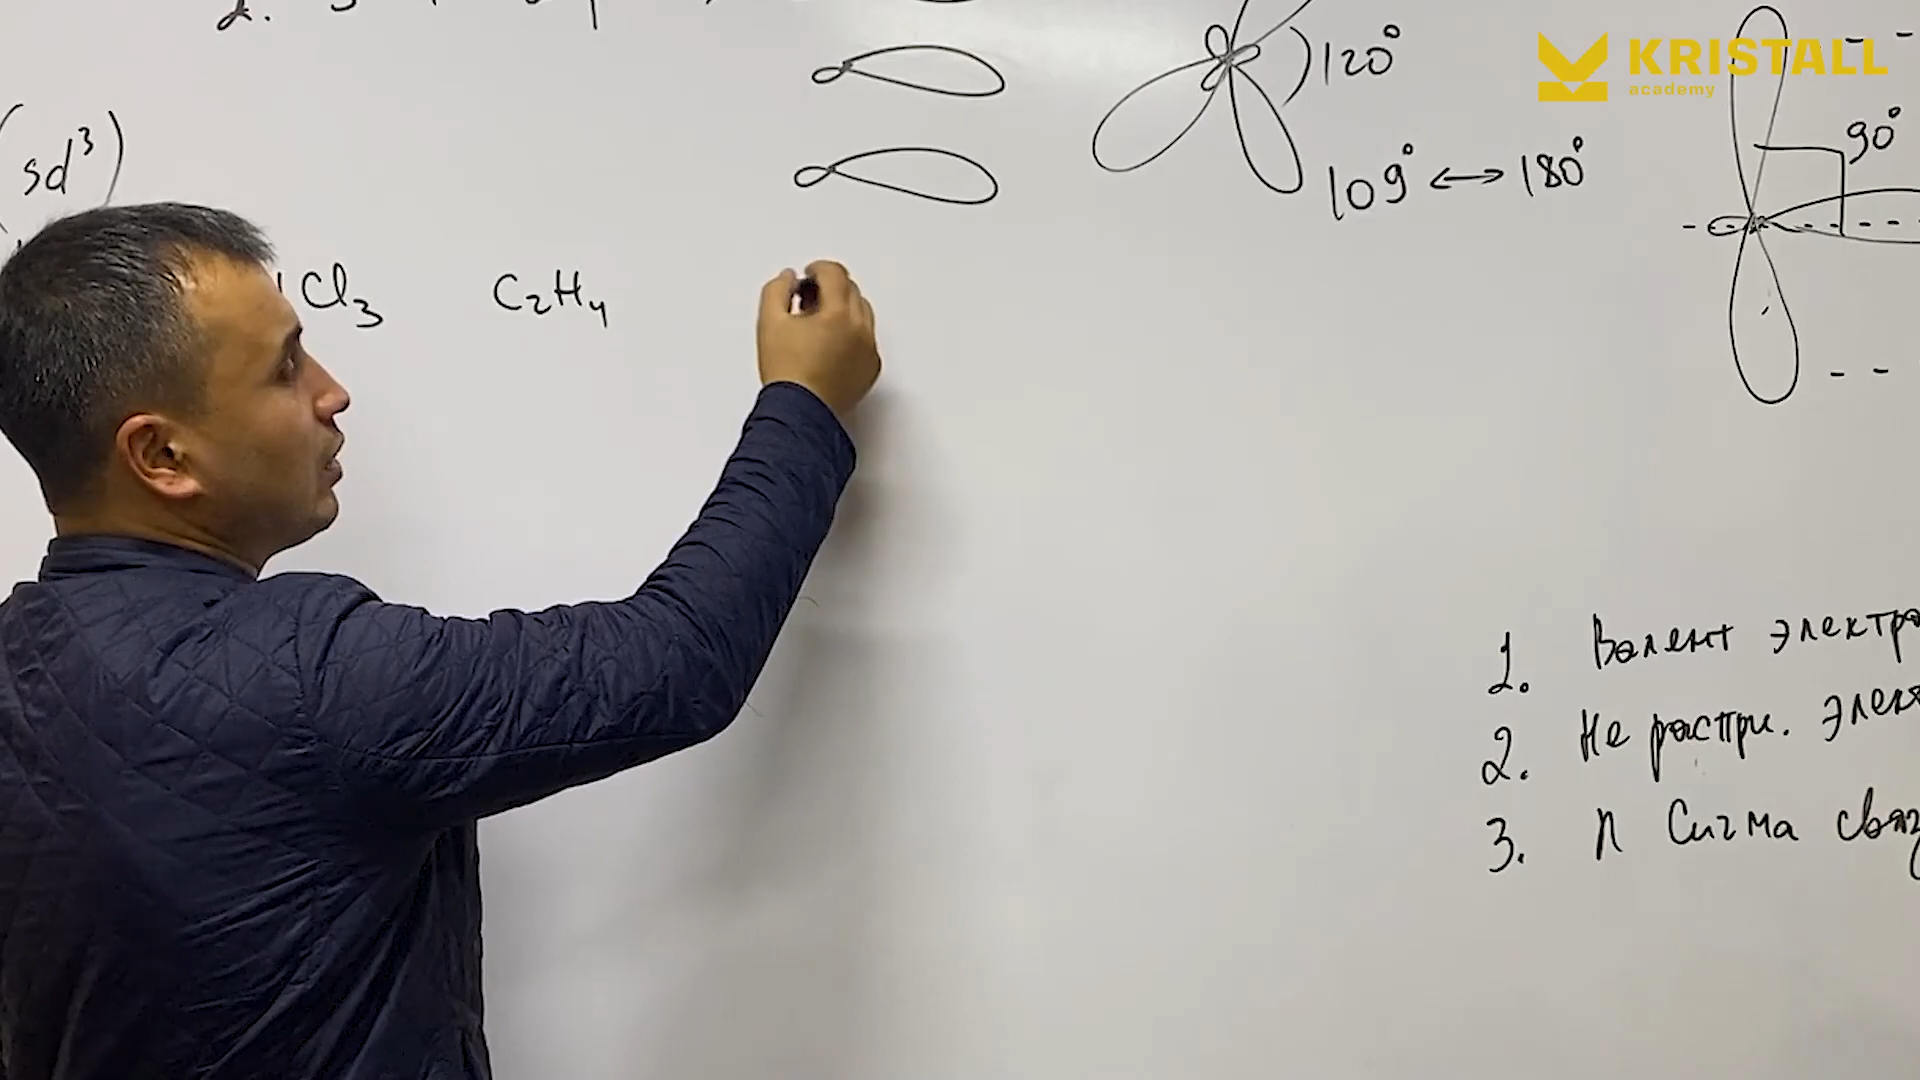 2.
120°
KRISTALL
academy
90°
(sd³)
109° ↔ 180°
Cl₃ C₂H₄
1. Валент электро
2. Не распри. элек
3. π Сигма связ